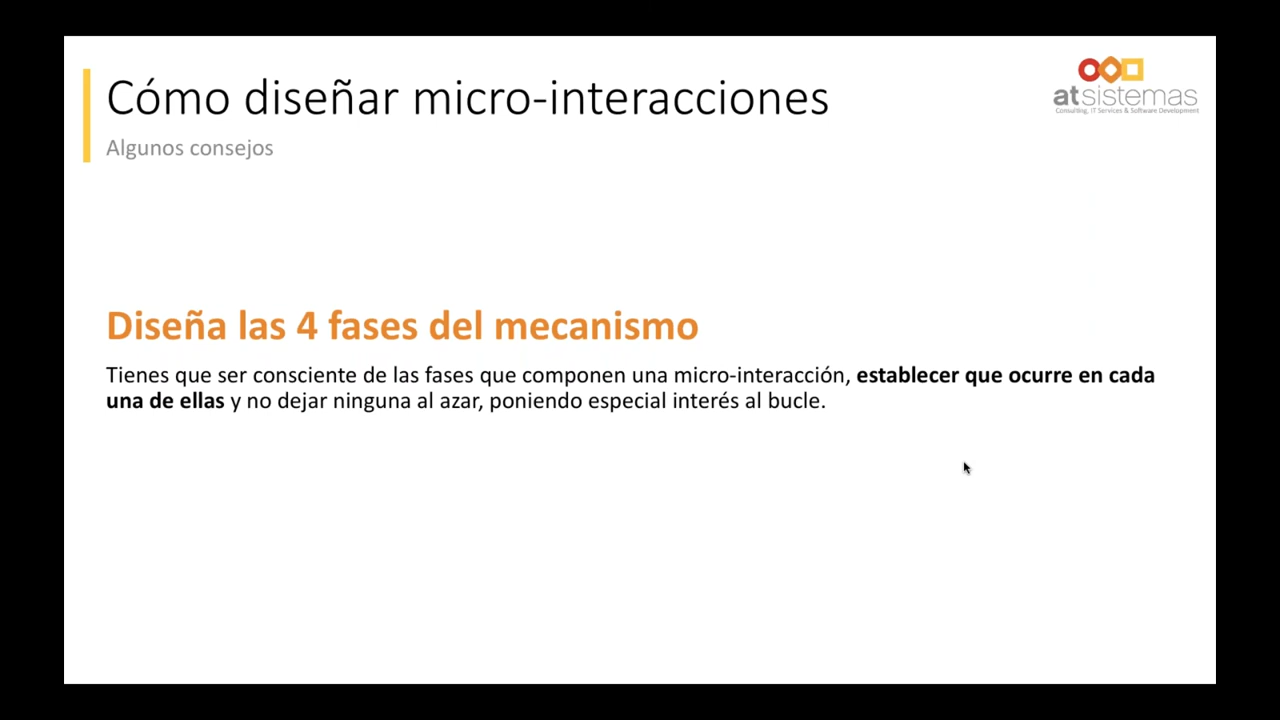 Cómo diseñar micro-interacciones
Algunos consejos
atsistemas
Consulting, IT Services & Software Development
Diseña las 4 fases del mecanismo
Tienes que ser consciente de las fases que componen una micro-interacción, establecer que ocurre en cada
una de ellas y no dejar ninguna al azar, poniendo especial interés al bucle.